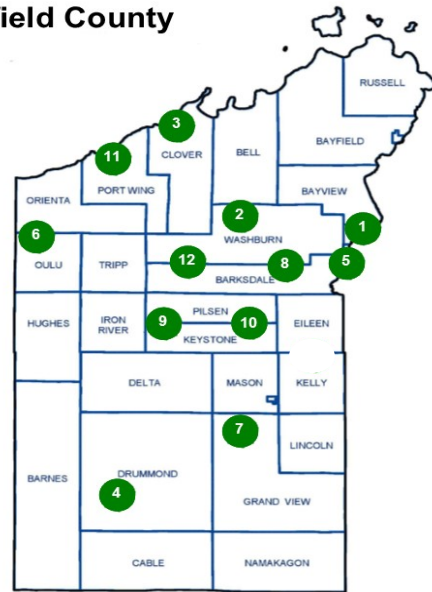 field County
RUSSELL
3
CLOVER
BELL
BAYFIELD
11
PORT WING
BAYVIEW
ORIENTA
2
1
6
WASHBURN
12
8
5
OULU
TRIPP
BARKSDALE
HUGHES
IRON
RIVER
9
PILSEN
10
EILEEN
KEYSTONE
DELTA
MASON
KELLY
7
LINCOLN
BARNES
DRUMMOND
4
GRAND VIEW
CABLE
NAMAKAGON